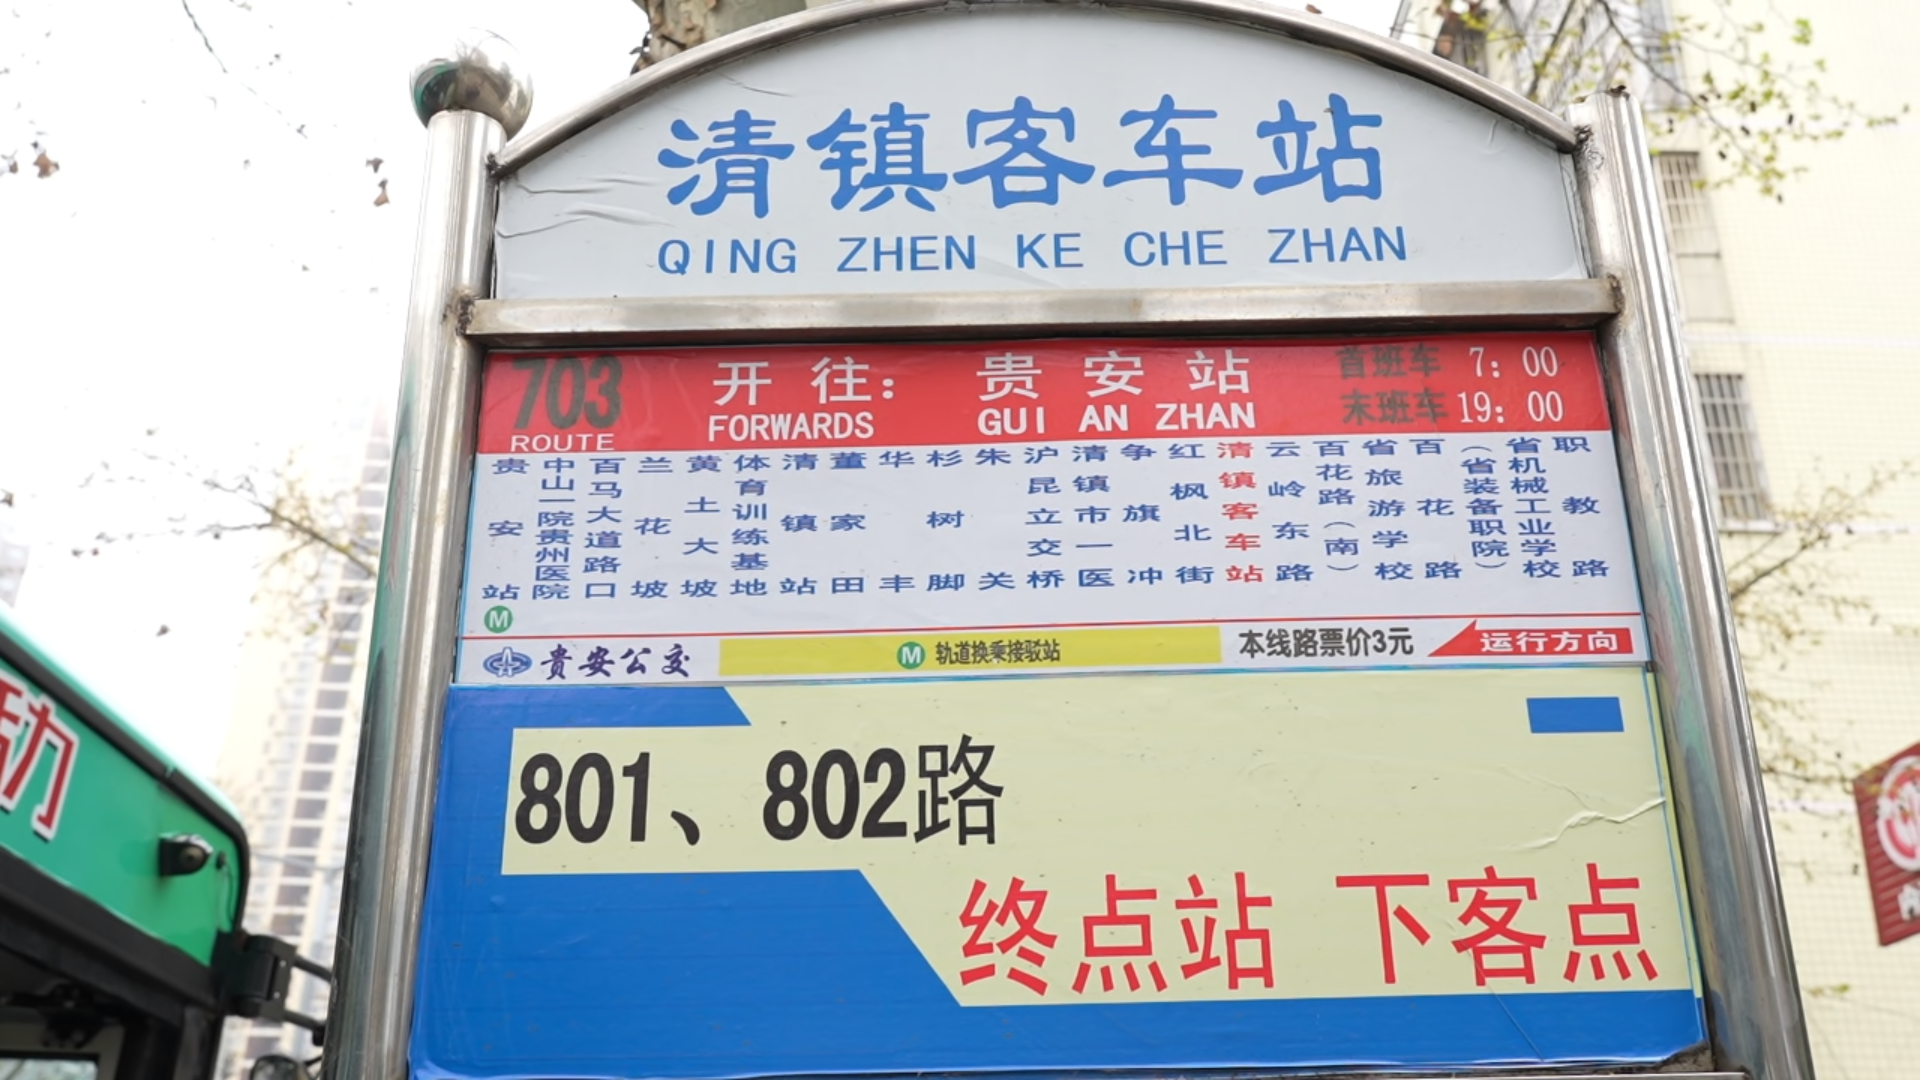 清镇客车站
QING ZHEN KE CHE ZHAN
703
ROUTE
开往：贵安站
FORWARDS GUI AN ZHAN
首班车 7：00
末班车 19：00
贵安站
中山一院贵州医院
百马大道路口
兰花坡
黄土大坡
体育训练基地
清镇站
董家田
华丰
杉树脚
朱关
沪昆立交桥
清镇市一医
争旗冲
红枫北街
清镇客车站
云岭东路
百花路（南）
省旅游学校
百花路
（省装备职院）
省机械工业学校
职教路
M
贵安公交
M 轨道换乘接驳站
本线路票价3元
运行方向
801、802路
终点站 下客点
动